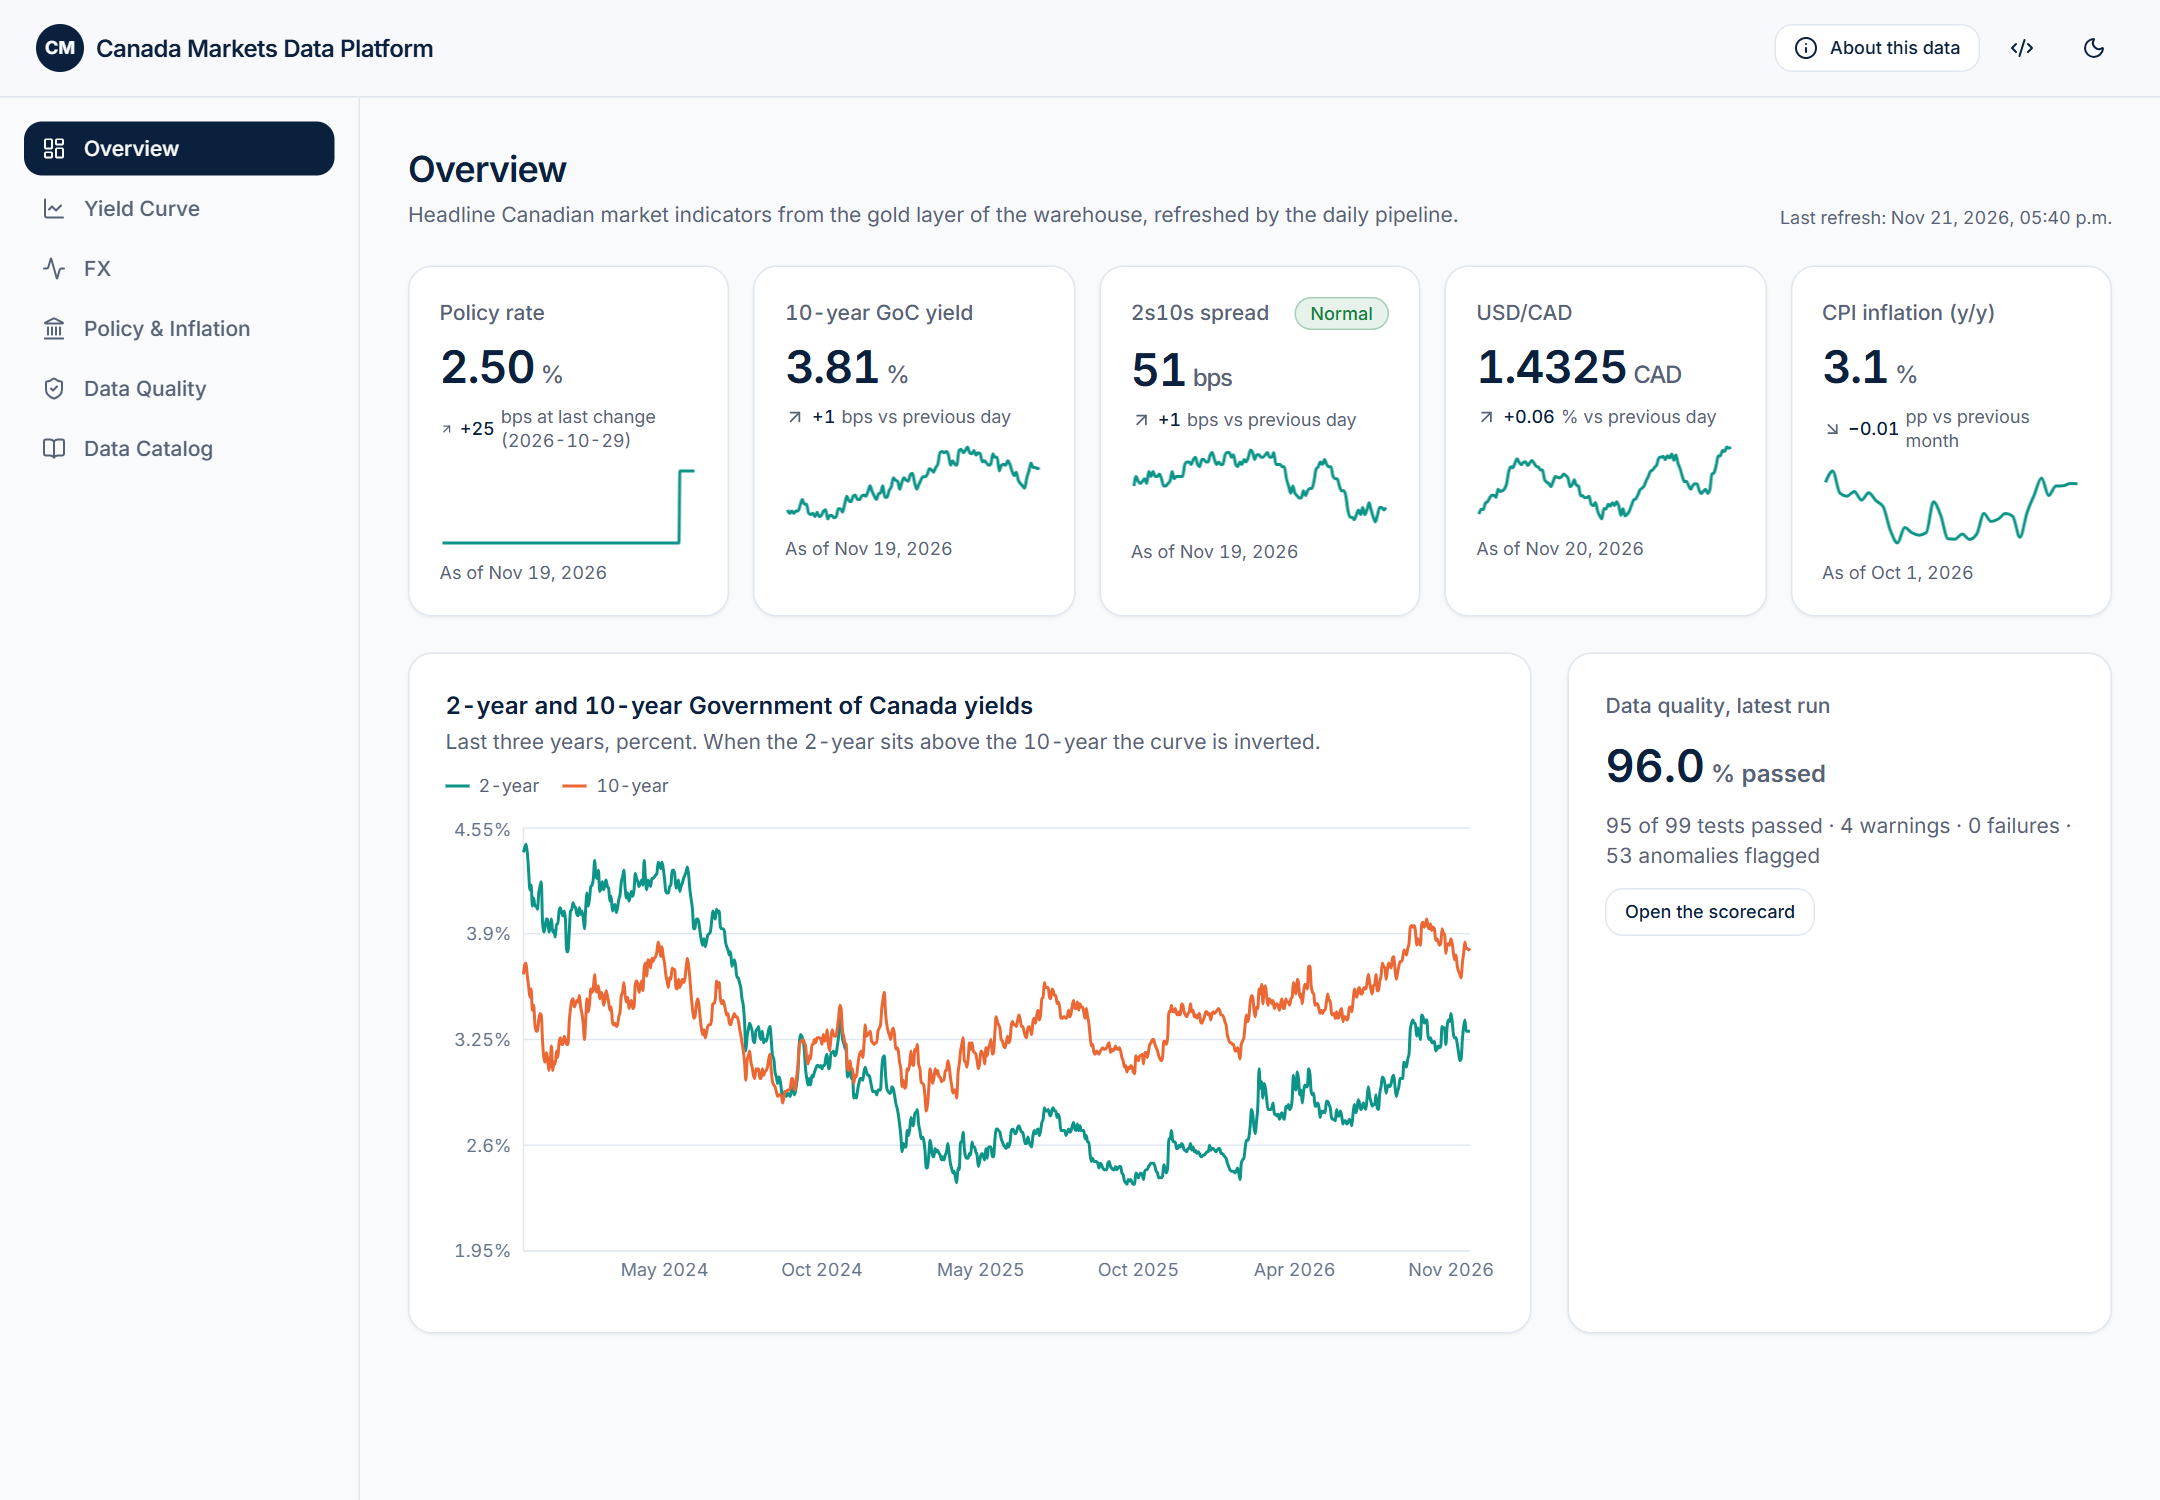 CM Canada Markets Data Platform
About this data
Overview
Yield Curve
FX
Policy & Inflation
Data Quality
Data Catalog
Overview
Headline Canadian market indicators from the gold layer of the warehouse, refreshed by the daily pipeline.
Last refresh: Nov 21, 2026, 05:40 p.m.
Policy rate
2.50 %
+25 bps at last change
(2026-10-29)
As of Nov 19, 2026
10-year GoC yield
3.81 %
+1 bps vs previous day
As of Nov 19, 2026
2s10s spread Normal
51 bps
+1 bps vs previous day
As of Nov 19, 2026
USD/CAD
1.4325 CAD
+0.06 % vs previous day
As of Nov 20, 2026
CPI inflation (y/y)
3.1 %
−0.01 pp vs previous
month
As of Oct 1, 2026
2-year and 10-year Government of Canada yields
Last three years, percent. When the 2-year sits above the 10-year the curve is inverted.
2-year 10-year
4.55%
3.9%
3.25%
2.6%
1.95%
May 2024 Oct 2024 May 2025 Oct 2025 Apr 2026 Nov 2026
Data quality, latest run
96.0 % passed
95 of 99 tests passed · 4 warnings · 0 failures ·
53 anomalies flagged
Open the scorecard